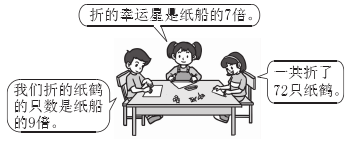 折的幸运星是纸船的7倍。
我们折的纸鹤
的只数是纸船
的9倍。
一共折了
72只纸鹤。